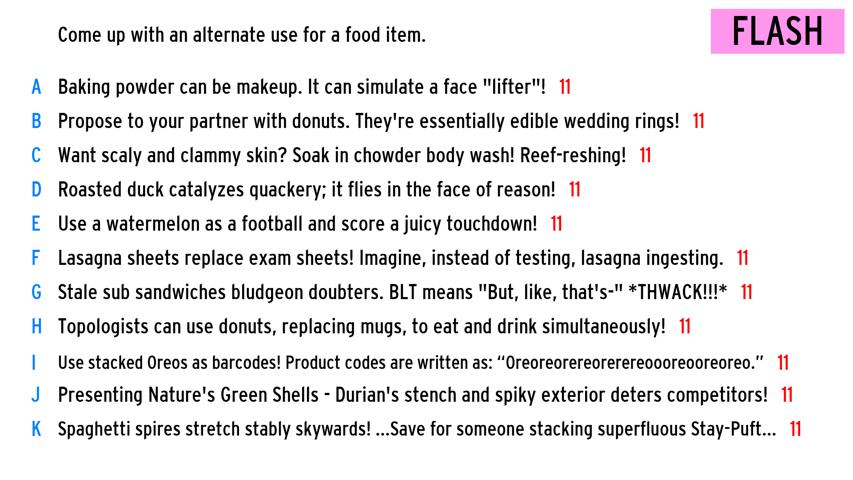 Come up with an alternate use for a food item.
FLASH
A Baking powder can be makeup. It can simulate a face "lifter"! 11
B Propose to your partner with donuts. They're essentially edible wedding rings! 11
C Want scaly and clammy skin? Soak in chowder body wash! Reef-reshing! 11
D Roasted duck catalyzes quackery; it flies in the face of reason! 11
E Use a watermelon as a football and score a juicy touchdown! 11
F Lasagna sheets replace exam sheets! Imagine, instead of testing, lasagna ingesting. 11
G Stale sub sandwiches bludgeon doubters. BLT means "But, like, that's-" *THWACK!!!* 11
H Topologists can use donuts, replacing mugs, to eat and drink simultaneously! 11
I Use stacked Oreos as barcodes! Product codes are written as: “Oreoreorereorerereoooreooreoreo.” 11
J Presenting Nature's Green Shells - Durian's stench and spiky exterior deters competitors! 11
K Spaghetti spires stretch stably skywards! ...Save for someone stacking superfluous Stay-Puft... 11